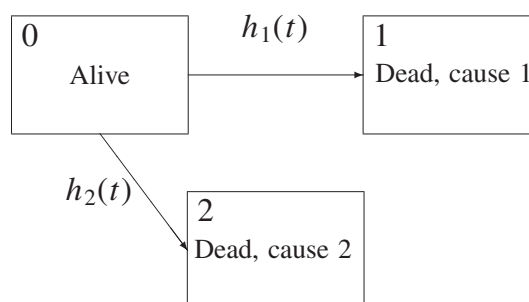 0
Alive
h₁(t)
1
Dead, cause 1
h₂(t)
2
Dead, cause 2